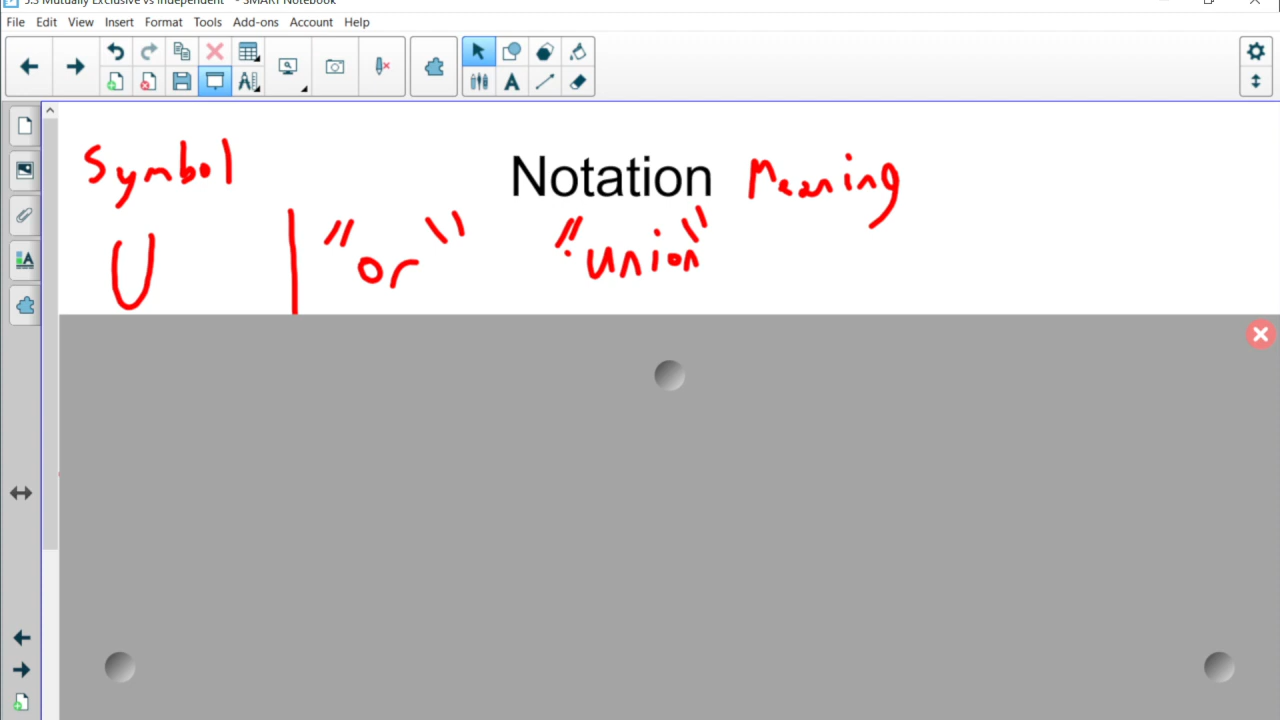 5.3 Mutually Exclusive vs Independent * - SMART Notebook
File Edit View Insert Format Tools Add-ons Account Help
Symbol Notation Meaning
U "or" "union"